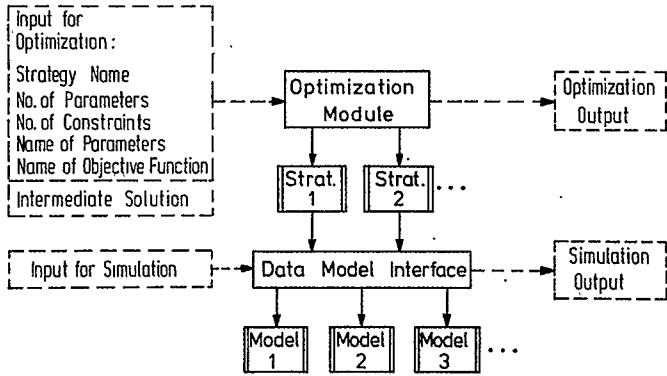 Input for
Optimization:
Strategy Name
No. of Parameters
No. of Constraints
Name of Parameters
Name of Objective Function
Intermediate Solution
Optimization
Module
Optimization
Output
Strat.
1
Strat.
2
...
Input for Simulation
Data Model Interface
Simulation
Output
Model
1
Model
2
Model
3
...